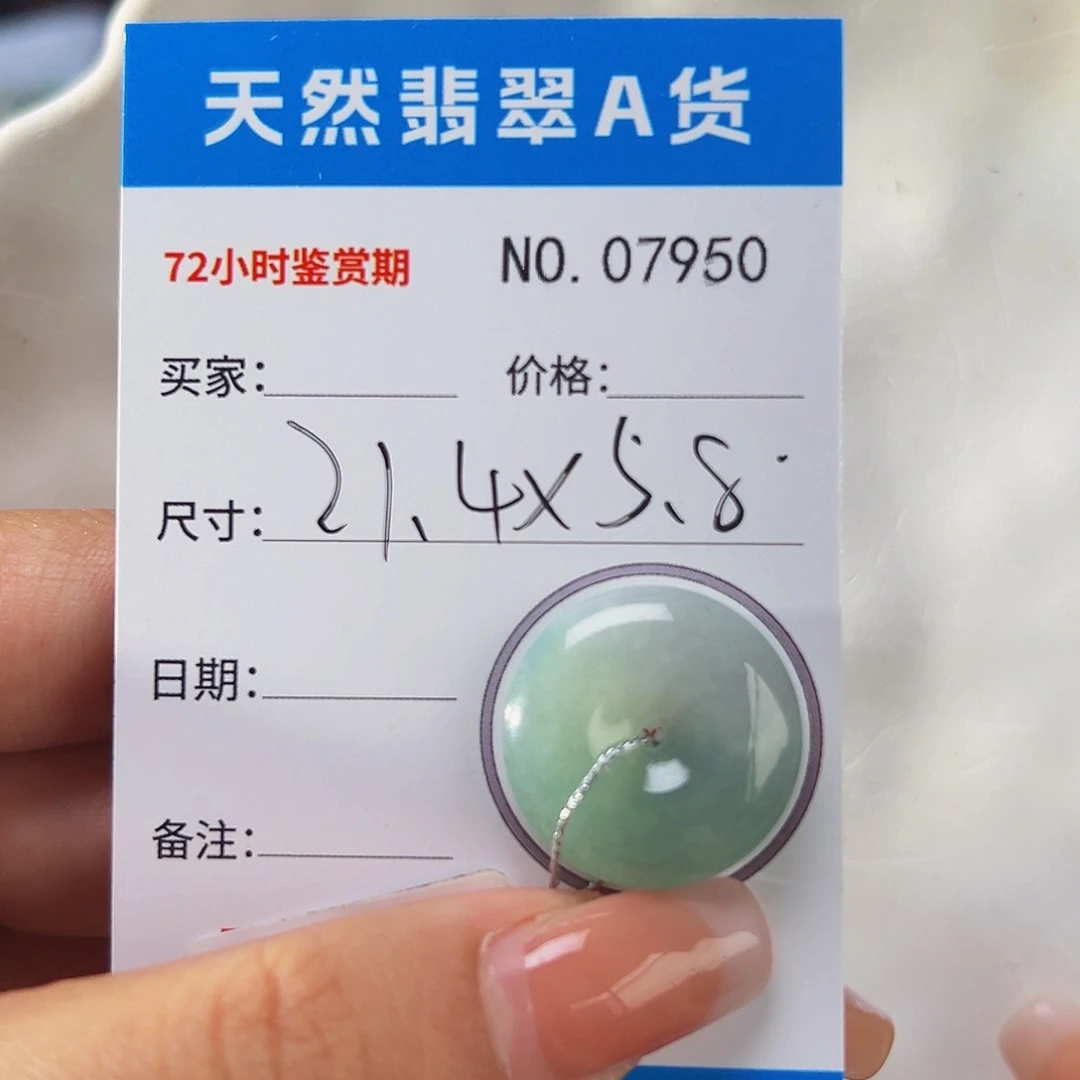 天然翡翠A货
72小时鉴赏期 NO. 07950
买家： 价格：
尺寸：21.4x5.8
日期：
备注：